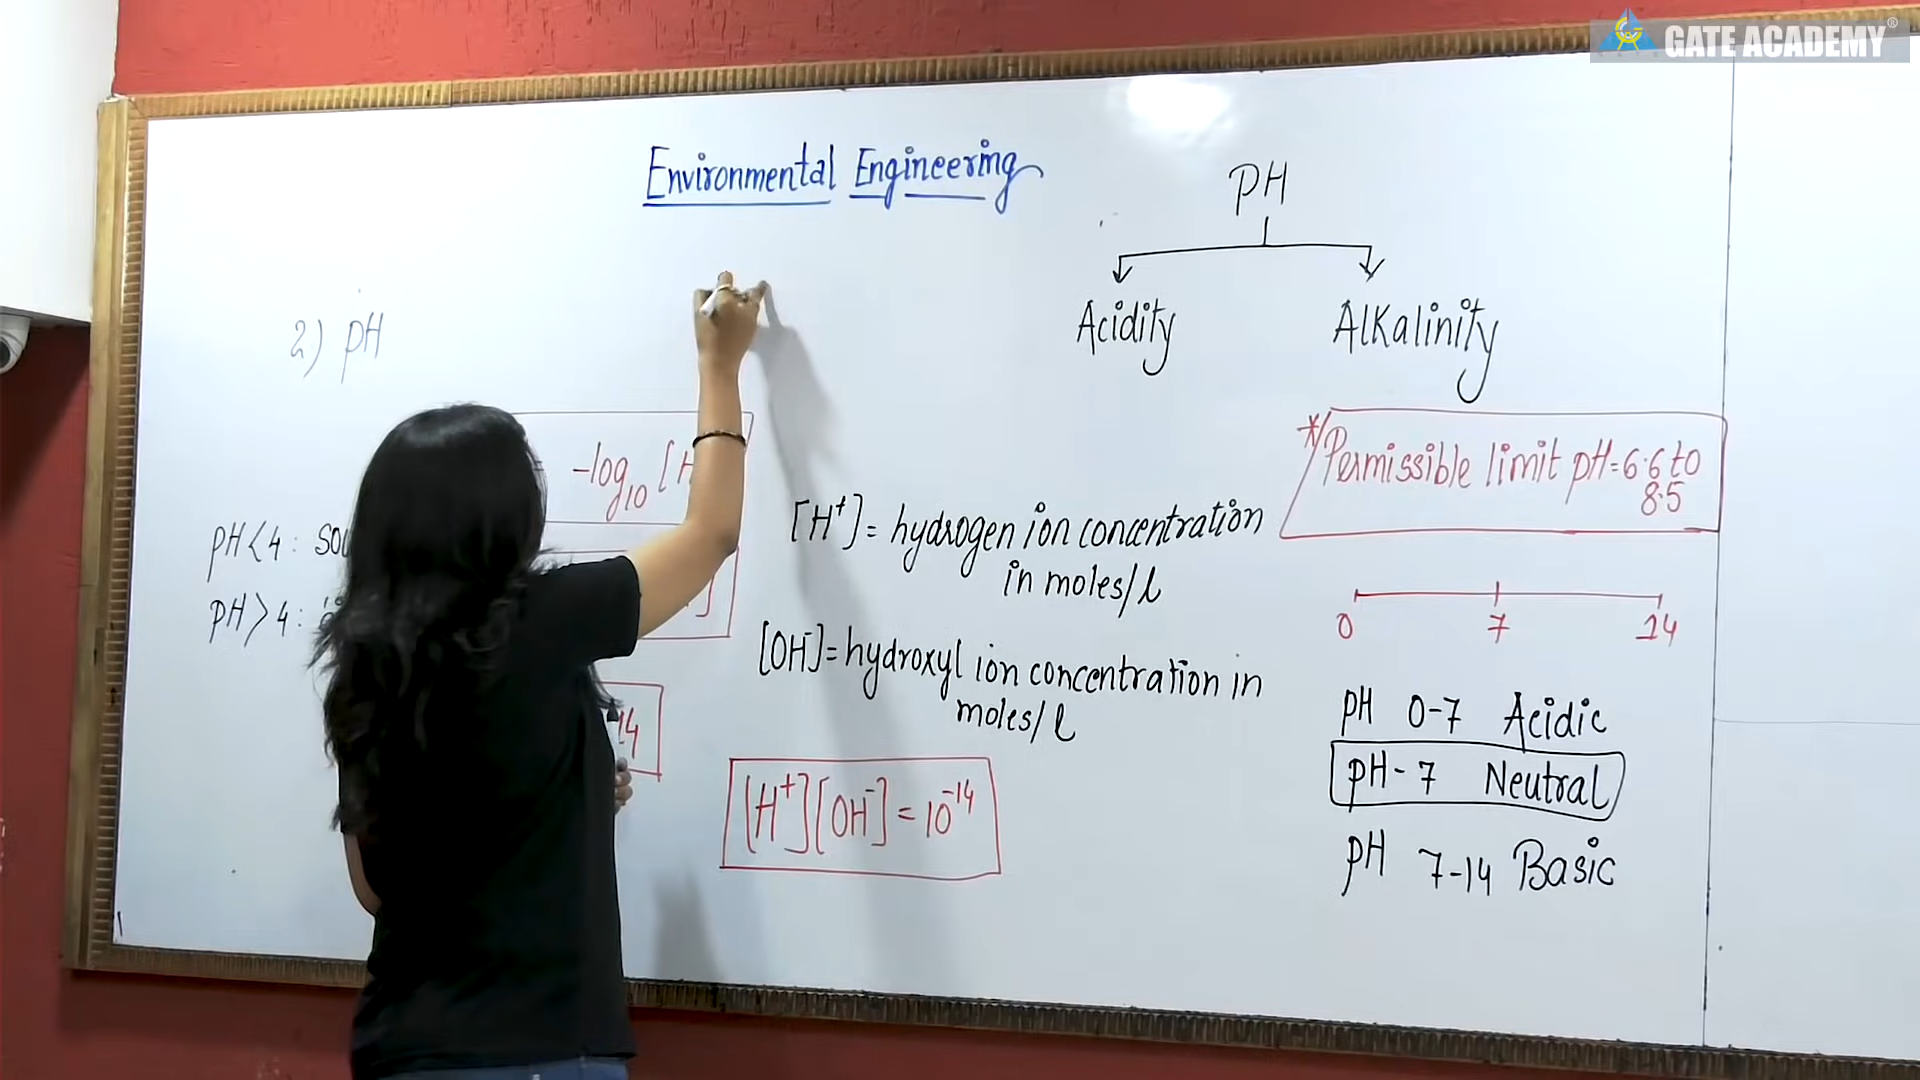 GATE ACADEMY®
Environmental Engineering
2) pH
-log10 [H
pH<4: sou
pH>4:
]
14
[H+]= hydrogen ion concentration
in moles/l
[OH-]= hydroxyl ion concentration in
moles/l
[H+][OH-] = 10-14
PH
Acidity
Alkalinity
*/Permissible limit pH=6.6 to
8.5
0 7 14
pH 0-7 Acidic
pH- 7 Neutral
pH 7-14 Basic